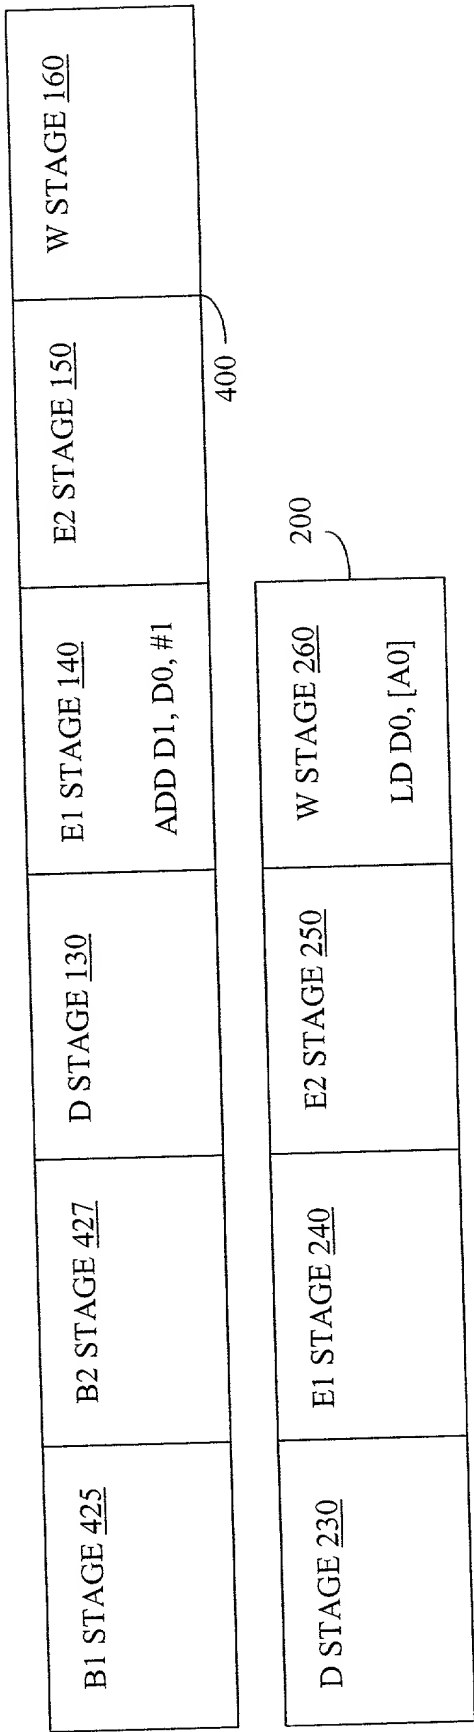 B1 STAGE 425
B2 STAGE 427
D STAGE 130
E1 STAGE 140
ADD D1, D0, #1
E2 STAGE 150
W STAGE 160
400
D STAGE 230
E1 STAGE 240
E2 STAGE 250
W STAGE 260
LD D0, [A0]
200